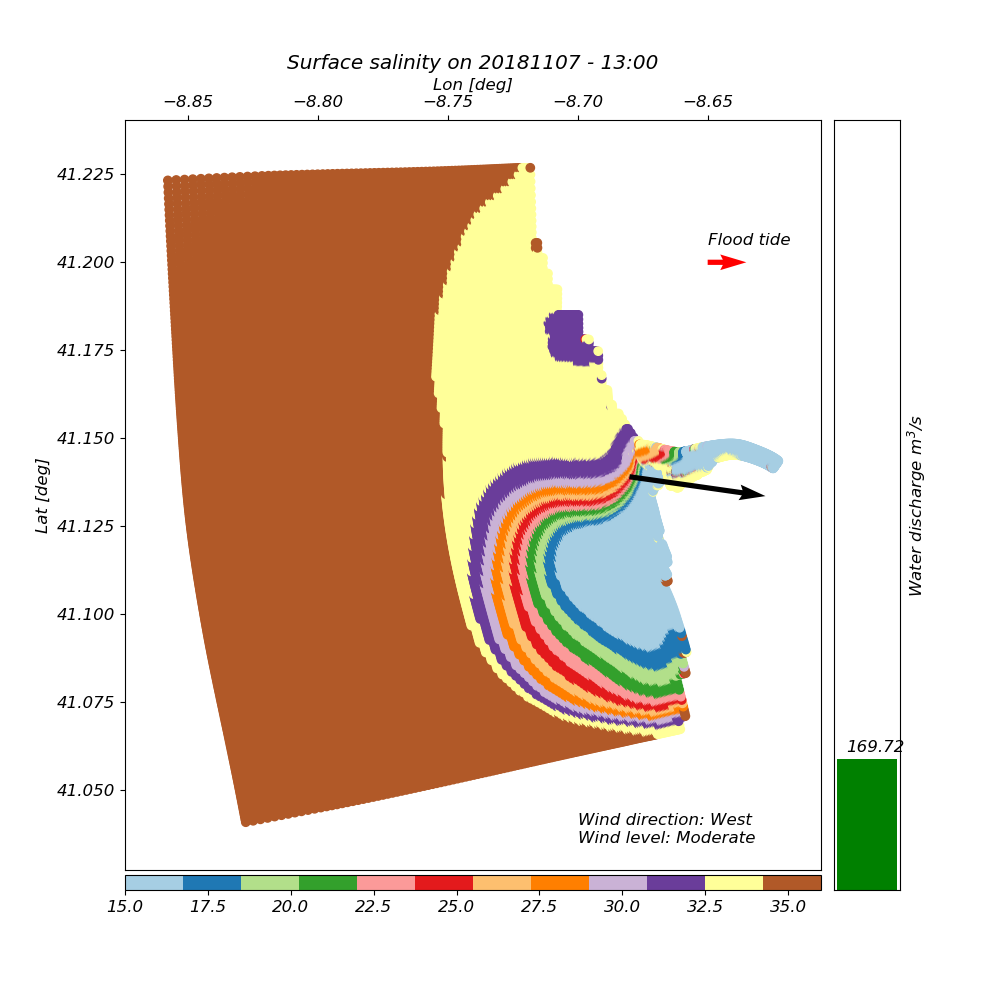 Surface salinity on 20181107 - 13:00
Lon [deg]
−8.85 −8.80 −8.75 −8.70 −8.65
41.225
41.200
41.175
41.150
41.125
41.100
41.075
41.050
Lat [deg]
Flood tide
Wind direction: West
Wind level: Moderate
169.72
Water discharge m³/s
15.0 17.5 20.0 22.5 25.0 27.5 30.0 32.5 35.0